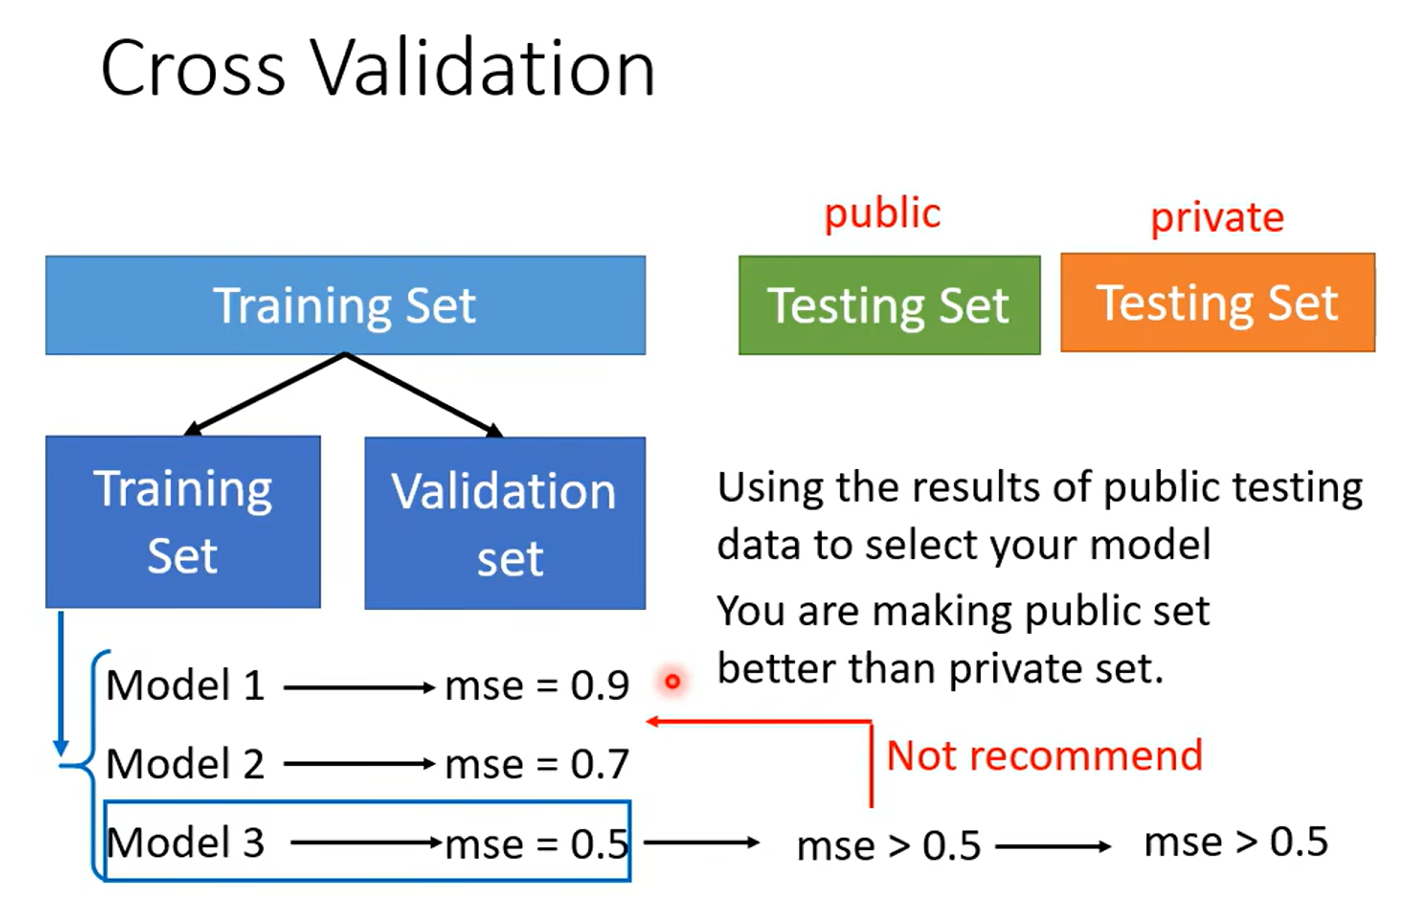 Cross Validation
public
private
Training Set
Testing Set
Testing Set
Training
Set
Validation
set
Using the results of public testing
data to select your model
You are making public set
better than private set.
Model 1
mse = 0.9
Not recommend
Model 2
mse = 0.7
Model 3
mse = 0.5
mse > 0.5
mse > 0.5